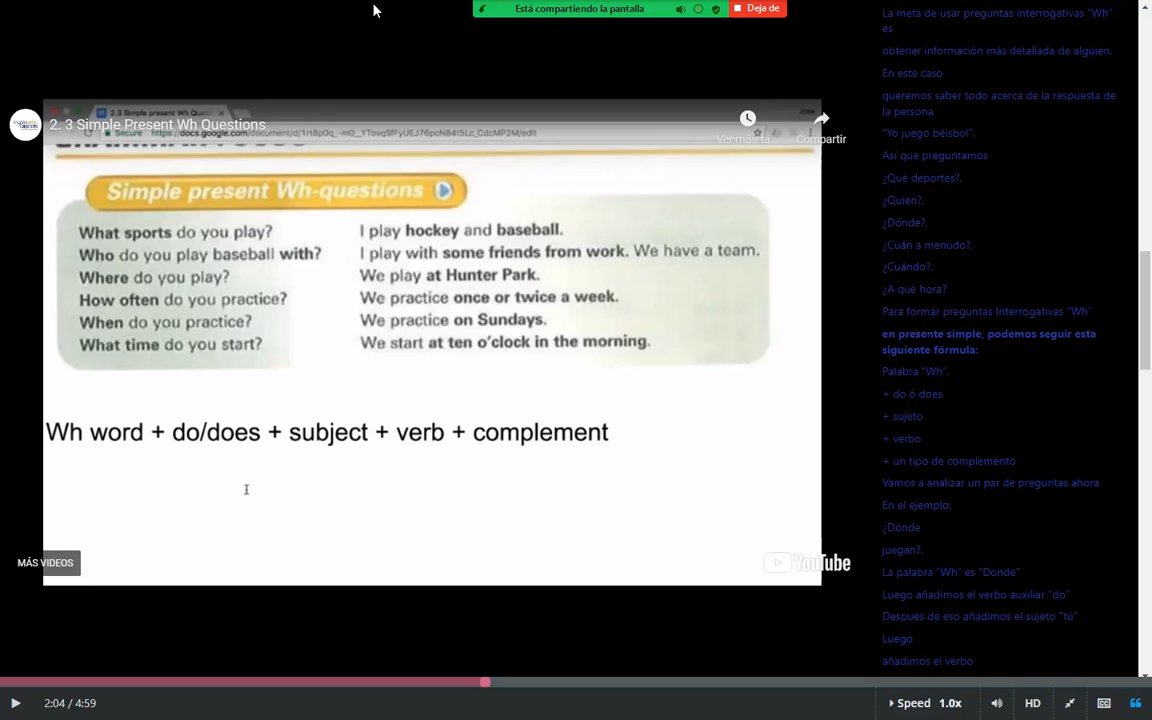 Está compartiendo la pantalla
Deja de
2. 3 Simple Present Wh Questions
Secure
Ver más ta
Compartir
Simple present Wh-questions
What sports do you play?
I play hockey and baseball.
Who do you play baseball with?
I play with some friends from work. We have a team.
Where do you play?
We play at Hunter Park.
How often do you practice?
We practice once or twice a week.
When do you practice?
We practice on Sundays.
What time do you start?
We start at ten o'clock in the morning.
Wh word + do/does + subject + verb + complement
MÁS VIDEOS
YouTube
2:04 / 4:59
Speed 1.0x
HD
La meta de usar preguntas interrogativas "Wh"
es
obtener información más detallada de alguien.
En este caso
queremos saber todo acerca de la respuesta de
la persona
"Yo juego béisbol".
Así que preguntamos
¿Qué deportes?.
¿Quién?.
¿Dónde?.
¿Cuán a menudo?.
¿Cuándo?.
¿A qué hora?
Para formar preguntas Interrogativas "Wh"
en presente simple, podemos seguir esta
siguiente fórmula:
Palabra "Wh".
+ do ó does
+ sujeto
+ verbo
+ un tipo de complemento
Vamos a analizar un par de preguntas ahora
En el ejemplo:
¿Dónde
juegan?.
La palabra "Wh" es "Donde"
Luego añadimos el verbo auxiliar "do"
Después de eso añadimos el sujeto "tú"
Luego
añadimos el verbo